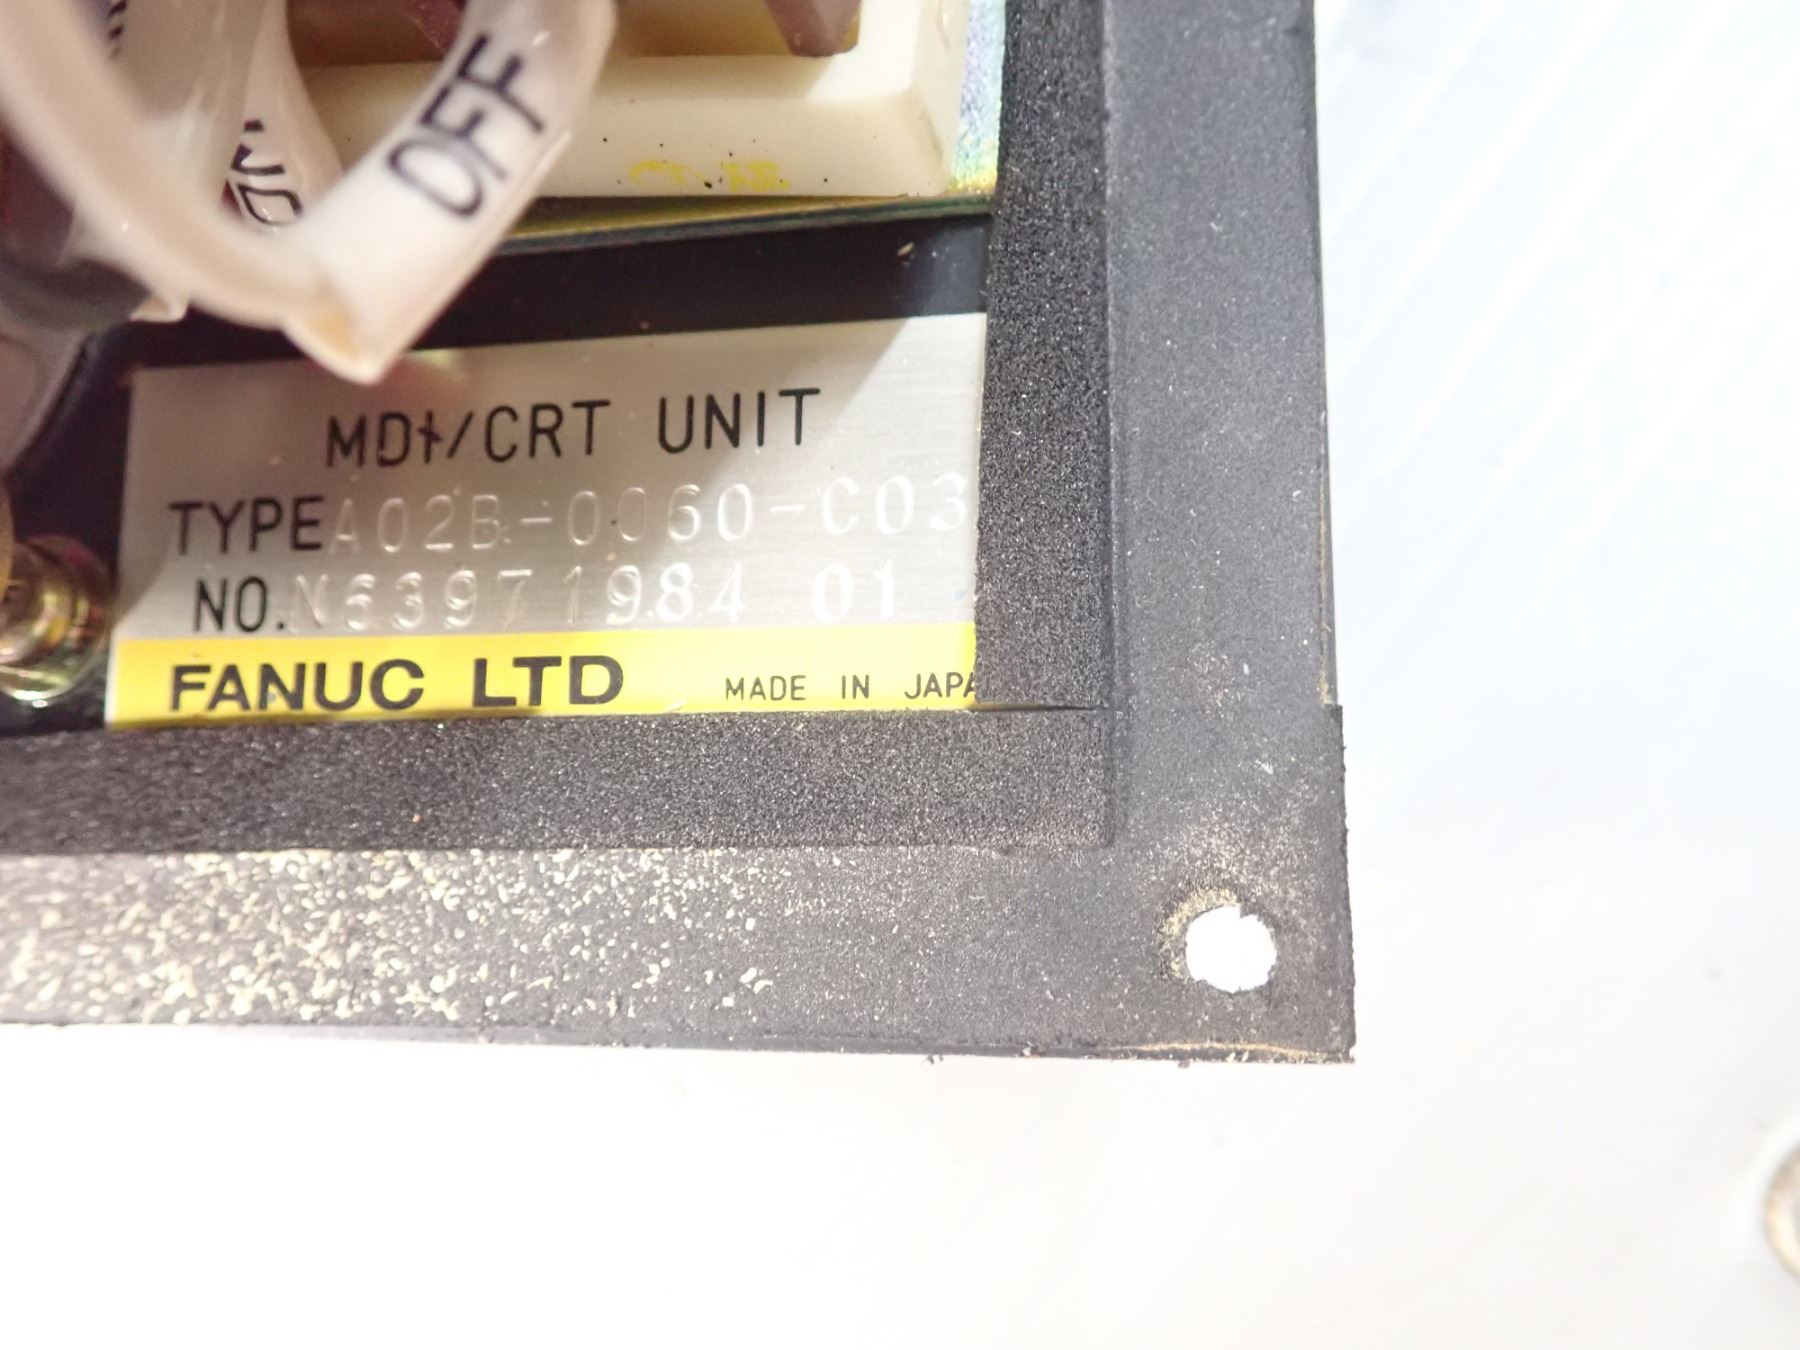 OFF
MDI/CRT UNIT
TYPE A02B-0060-C03
NO. N63971984 01
FANUC LTD MADE IN JAPA